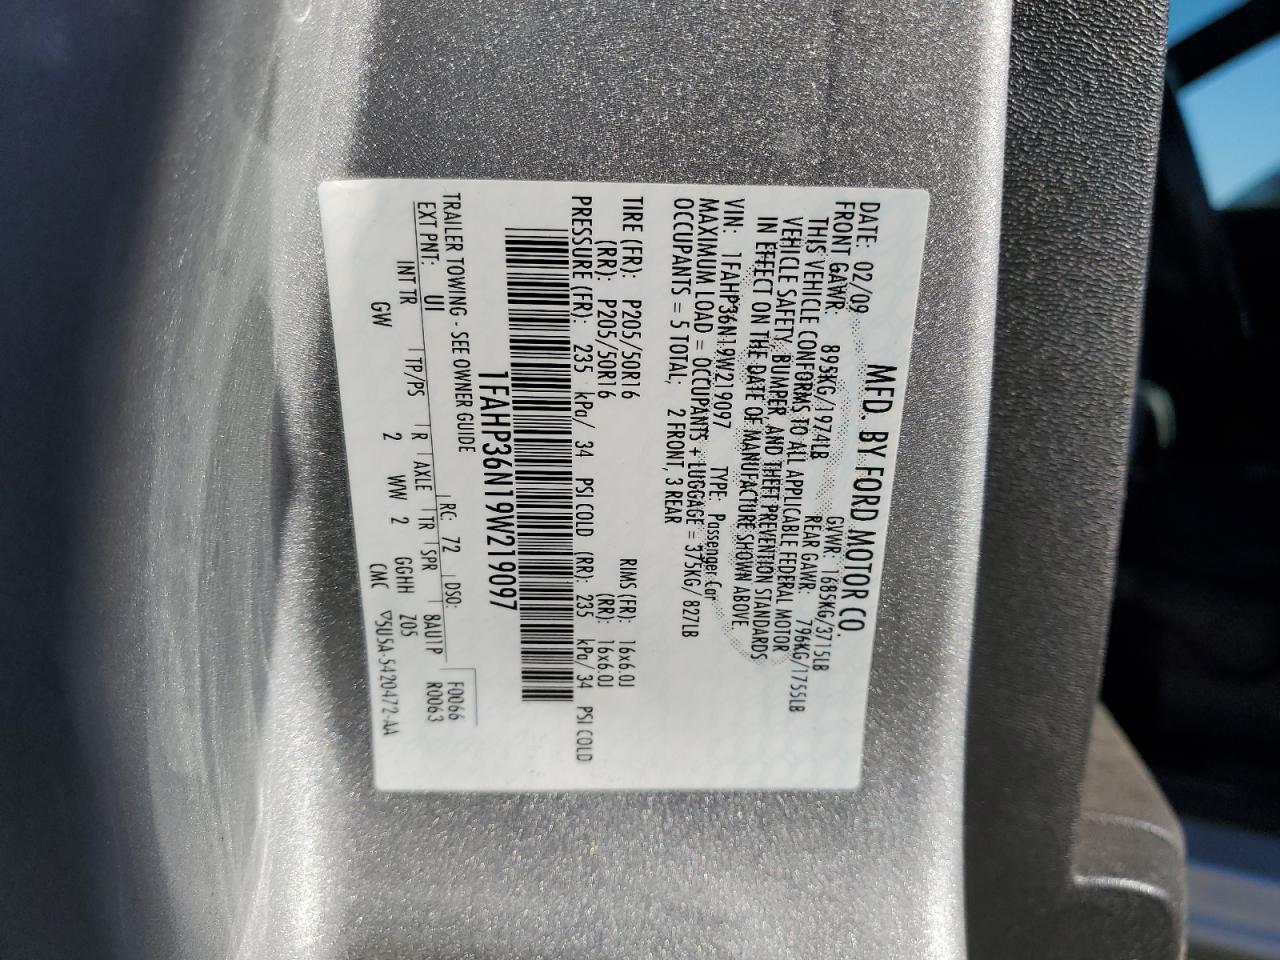 MFD. BY FORD MOTOR CO.
DATE: 02/09 GVWR: 1685KG/3715LB
FRONT GAWR: 895KG/1974LB REAR GAWR: 796KG/1755LB
THIS VEHICLE CONFORMS TO ALL APPLICABLE FEDERAL MOTOR
VEHICLE SAFETY, BUMPER, AND THEFT PREVENTION STANDARDS
IN EFFECT ON THE DATE OF MANUFACTURE SHOWN ABOVE.
VIN: 1FAHP36N19W219097 TYPE: Passenger Car
MAXIMUM LOAD = OCCUPANTS + LUGGAGE = 375KG/ 827LB
OCCUPANTS = 5 TOTAL, 2 FRONT, 3 REAR
TIRE (FR): P205/50R16 RIMS (FR): 16x6.0J
(RR): P205/50R16 (RR): 16x6.0J
PRESSURE (FR): 235 kPa/ 34 PSI COLD (RR): 235 kPa/ 34 PSI COLD
1FAHP36N19W219097
TRAILER TOWING - SEE OWNER GUIDE
EXT PNT: UI RC: 72 DSO: F0066
R0063
INT TR TP/PS R AXLE TR SPR 8AU1P
GW 2 WW 2 GGHH Z05
CMC ▽5U5A-5420472-AA